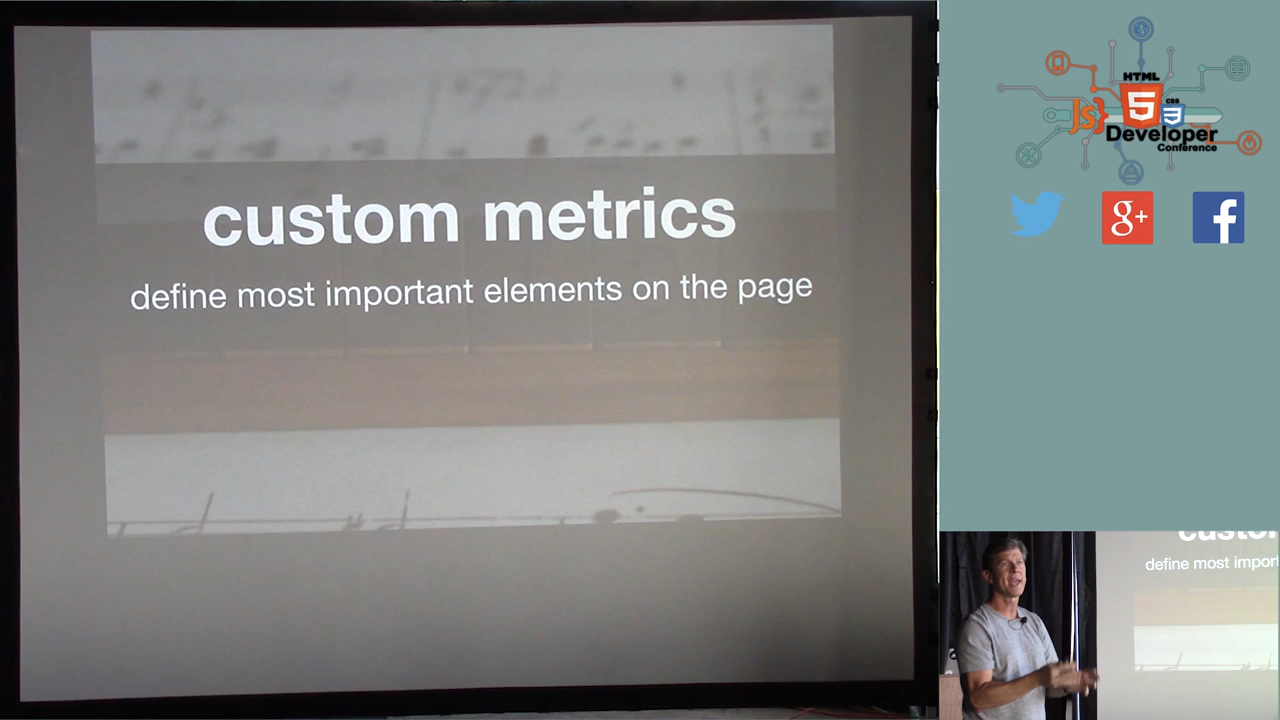 custom metrics
define most important elements on the page
HTML
5
JS}
CSS
3
Developer
Conference
g+
f
custom
define most impor